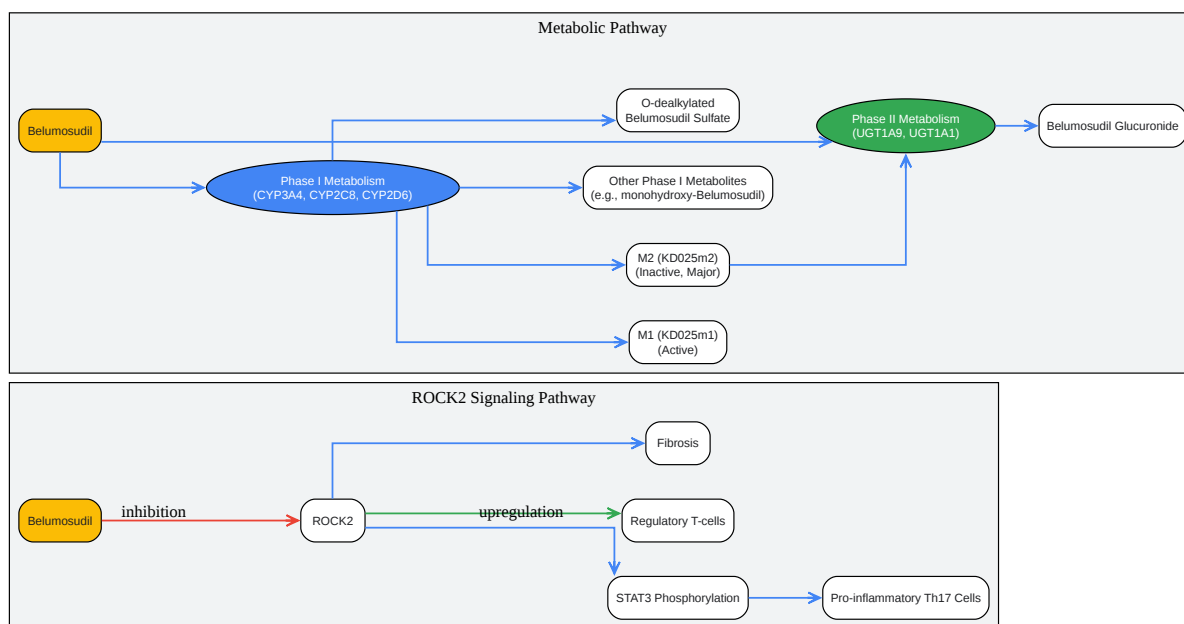 Metabolic Pathway
O-dealkylated
Belumosudil Sulfate
Belumosudil
Phase II Metabolism
(UGT1A9, UGT1A1)
Belumosudil Glucuronide
Phase I Metabolism
(CYP3A4, CYP2C8, CYP2D6)
Other Phase I Metabolites
(e.g., monohydroxy-Belumosudil)
M2 (KD025m2)
(Inactive, Major)
M1 (KD025m1)
(Active)
ROCK2 Signaling Pathway
Fibrosis
Belumosudil
inhibition
ROCK2
upregulation
Regulatory T-cells
STAT3 Phosphorylation
Pro-inflammatory Th17 Cells